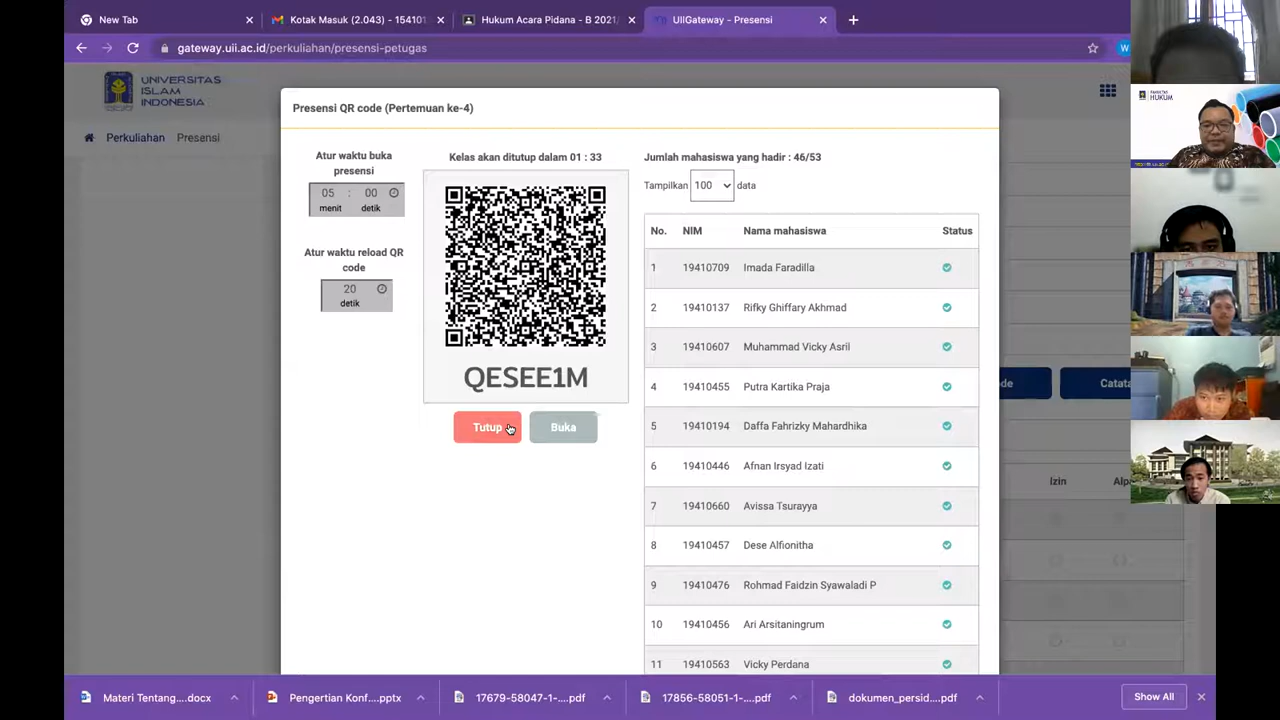 New Tab
Kotak Masuk (2.043) - 154101
Hukum Acara Pidana - B 2021/
UIIGateway - Presensi
gateway.uii.ac.id/perkuliahan/presensi-petugas
W
UNIVERSITAS
ISLAM
INDONESIA
Perkuliahan
Presensi
Presensi QR code (Pertemuan ke-4)
Atur waktu buka
presensi
05 : 00
menit detik
Atur waktu reload QR
code
20
detik
Kelas akan ditutup dalam 01 : 33
QESEE1M
Tutup
Buka
Jumlah mahasiswa yang hadir : 46/53
Tampilkan 100 data
No. NIM Nama mahasiswa Status
1 19410709 Imada Faradilla
2 19410137 Rifky Ghiffary Akhmad
3 19410607 Muhammad Vicky Asril
4 19410455 Putra Kartika Praja
5 19410194 Daffa Fahrizky Mahardhika
6 19410446 Afnan Irsyad Izati
7 19410660 Avissa Tsurayya
8 19410457 Dese Alfionitha
9 19410476 Rohmad Faidzin Syawaladi P
10 19410456 Ari Arsitaningrum
11 19410563 Vicky Perdana
ode
Catata
Izin
Alp
FAKULTAS
HUKUM
Materi Tentang....docx
Pengertian Konf....pptx
17679-58047-1-....pdf
17856-58051-1-....pdf
dokumen_persid....pdf
Show All